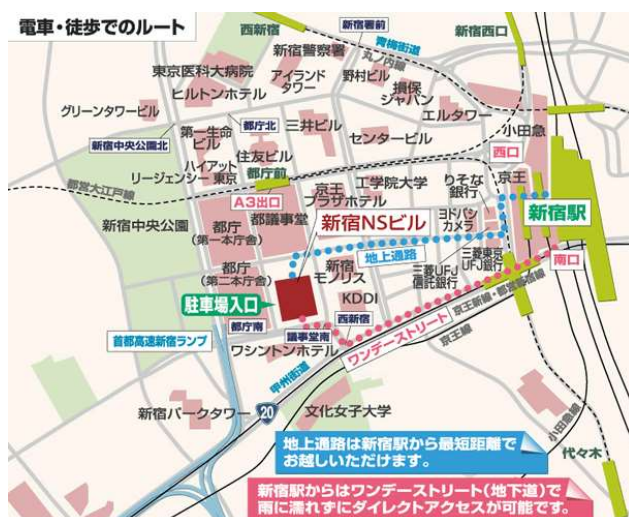 電車・徒歩でのルート
西新宿
新宿署前
青梅街道
新宿西口
新宿警察署
丸ノ内線
東京医科大病院
アイランド
タワー
野村ビル
ヒルトンホテル
損保
ジャパン
グリーンタワービル
エルタワー
新宿中央公園北
都庁北
第一生命
ビル
三井ビル
センタービル
小田急
住友ビル
西口
ハイアット
リージェンシー 東京
都庁前
都営大江戸線
A3出口
工学院大学
りそな
銀行
京王
京王
プラザホテル
新宿中央公園
都議事堂
ヨドバシ
カメラ
新宿駅
都庁
(第一本庁舎)
新宿NSビル
地上通路
三菱東京
UFJ銀行
南口
都庁
(第二本庁舎)
新宿
モノリス
三菱UFJ
信託銀行
KDDI
駐車場入口
都庁南
西新宿
議事堂南
京王新線・都営新宿線
首都高速新宿ランプ
ワシントンホテル
ワンデーストリート
京王線
甲州街道
新宿パークタワー
20
文化女子大学
小田急線
代々木
地上通路は新宿駅から最短距離で
お越しいただけます。
新宿駅からはワンデーストリート(地下道)で
雨に濡れずにダイレクトアクセスが可能です。